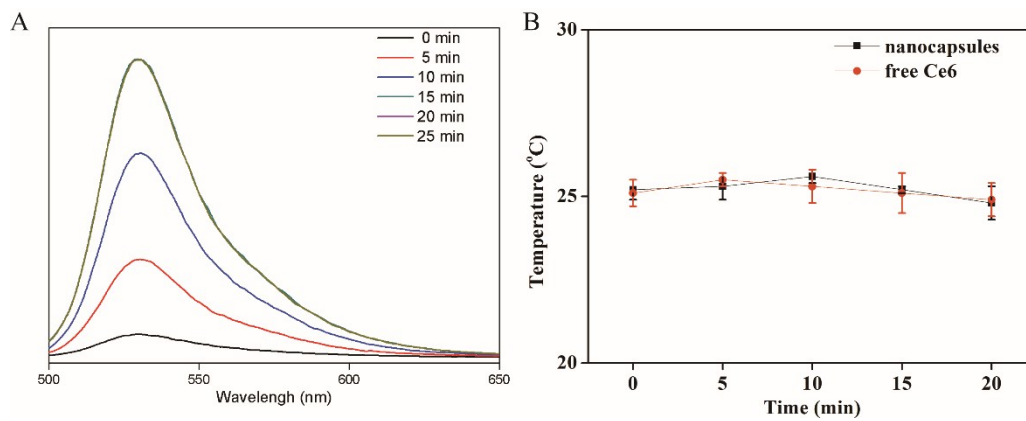 A
0 min
5 min
10 min
15 min
20 min
25 min
500
550
600
650
Wavelengh (nm)
B
30
25
20
Temperature (°C)
nanocapsules
free Ce6
0
5
10
15
20
Time (min)